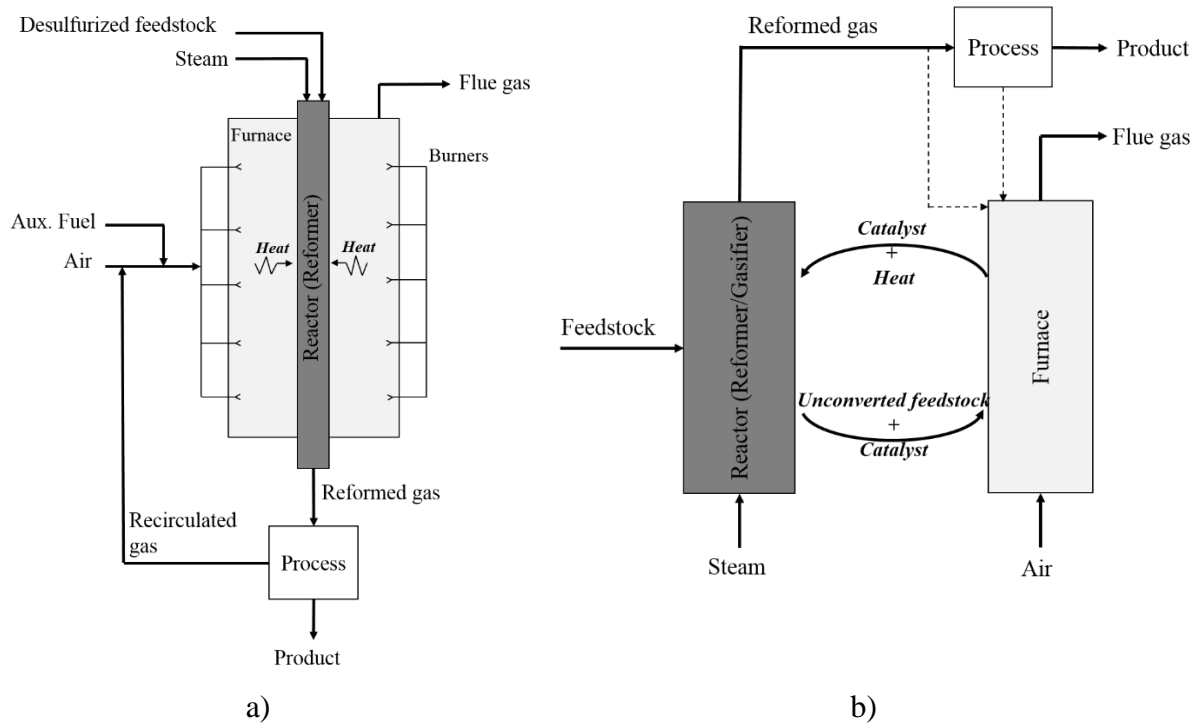 Desulfurized feedstock
Steam
Flue gas
Furnace
Burners
Aux. Fuel
Air
Heat
Heat
Reactor (Reformer)
Reformed gas
Recirculated
gas
Process
Product
a)
Reformed gas
Process
Product
Flue gas
Catalyst
+
Heat
Reactor (Reformer/Gasifier)
Furnace
Feedstock
Unconverted feedstock
+
Catalyst
Steam
Air
b)